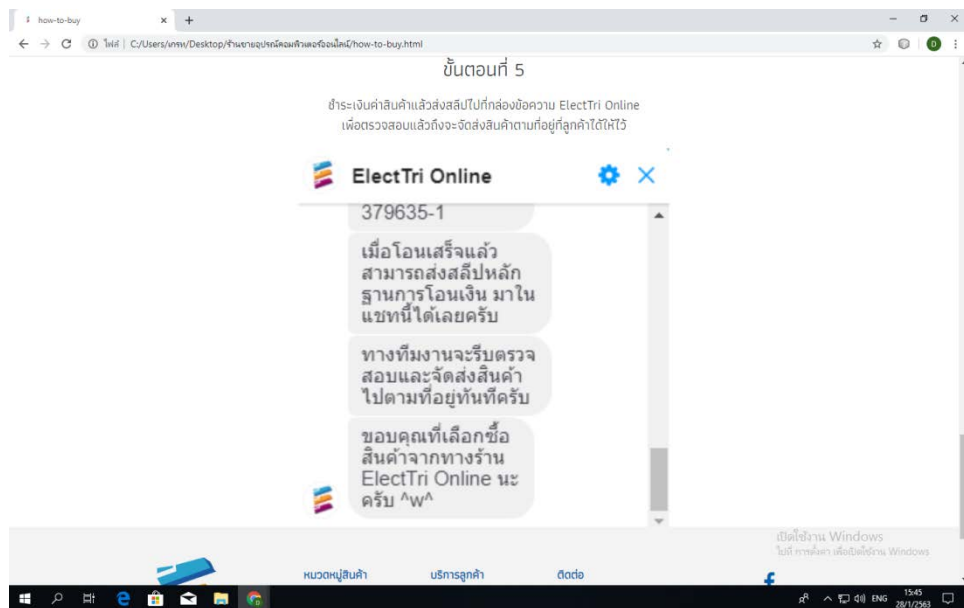 how-to-buy
ไฟล์ | C:/Users/เกรท/Desktop/ร้านขายอุปกรณ์คอมพิวเตอร์ออนไลน์/how-to-buy.html
ขั้นตอนที่ 5
ชำระเงินค่าสินค้าแล้วส่งสลิปไปที่กล่องข้อความ ElectTri Online
เพื่อตรวจสอบแล้วถึงจะจัดส่งสินค้าตามที่อยู่ที่ลูกค้าได้ให้ไว้
ElectTri Online
379635-1
เมื่อโอนเสร็จแล้ว
สามารถส่งสลีปหลัก
ฐานการโอนเงิน มาใน
แชทนี้ได้เลยครับ
ทางทีมงานจะรีบตรวจ
สอบและจัดส่งสินค้า
ไปตามที่อยู่ทันทีครับ
ขอบคุณที่เลือกซื้อ
สินค้าจากทางร้าน
ElectTri Online นะ
ครับ ^w^
เปิดใช้งาน Windows
ไปที่ การตั้งค่า เพื่อเปิดใช้งาน Windows
หมวดหมู่สินค้า บริการลูกค้า ติดต่อ
ENG 15:45
28/1/2563